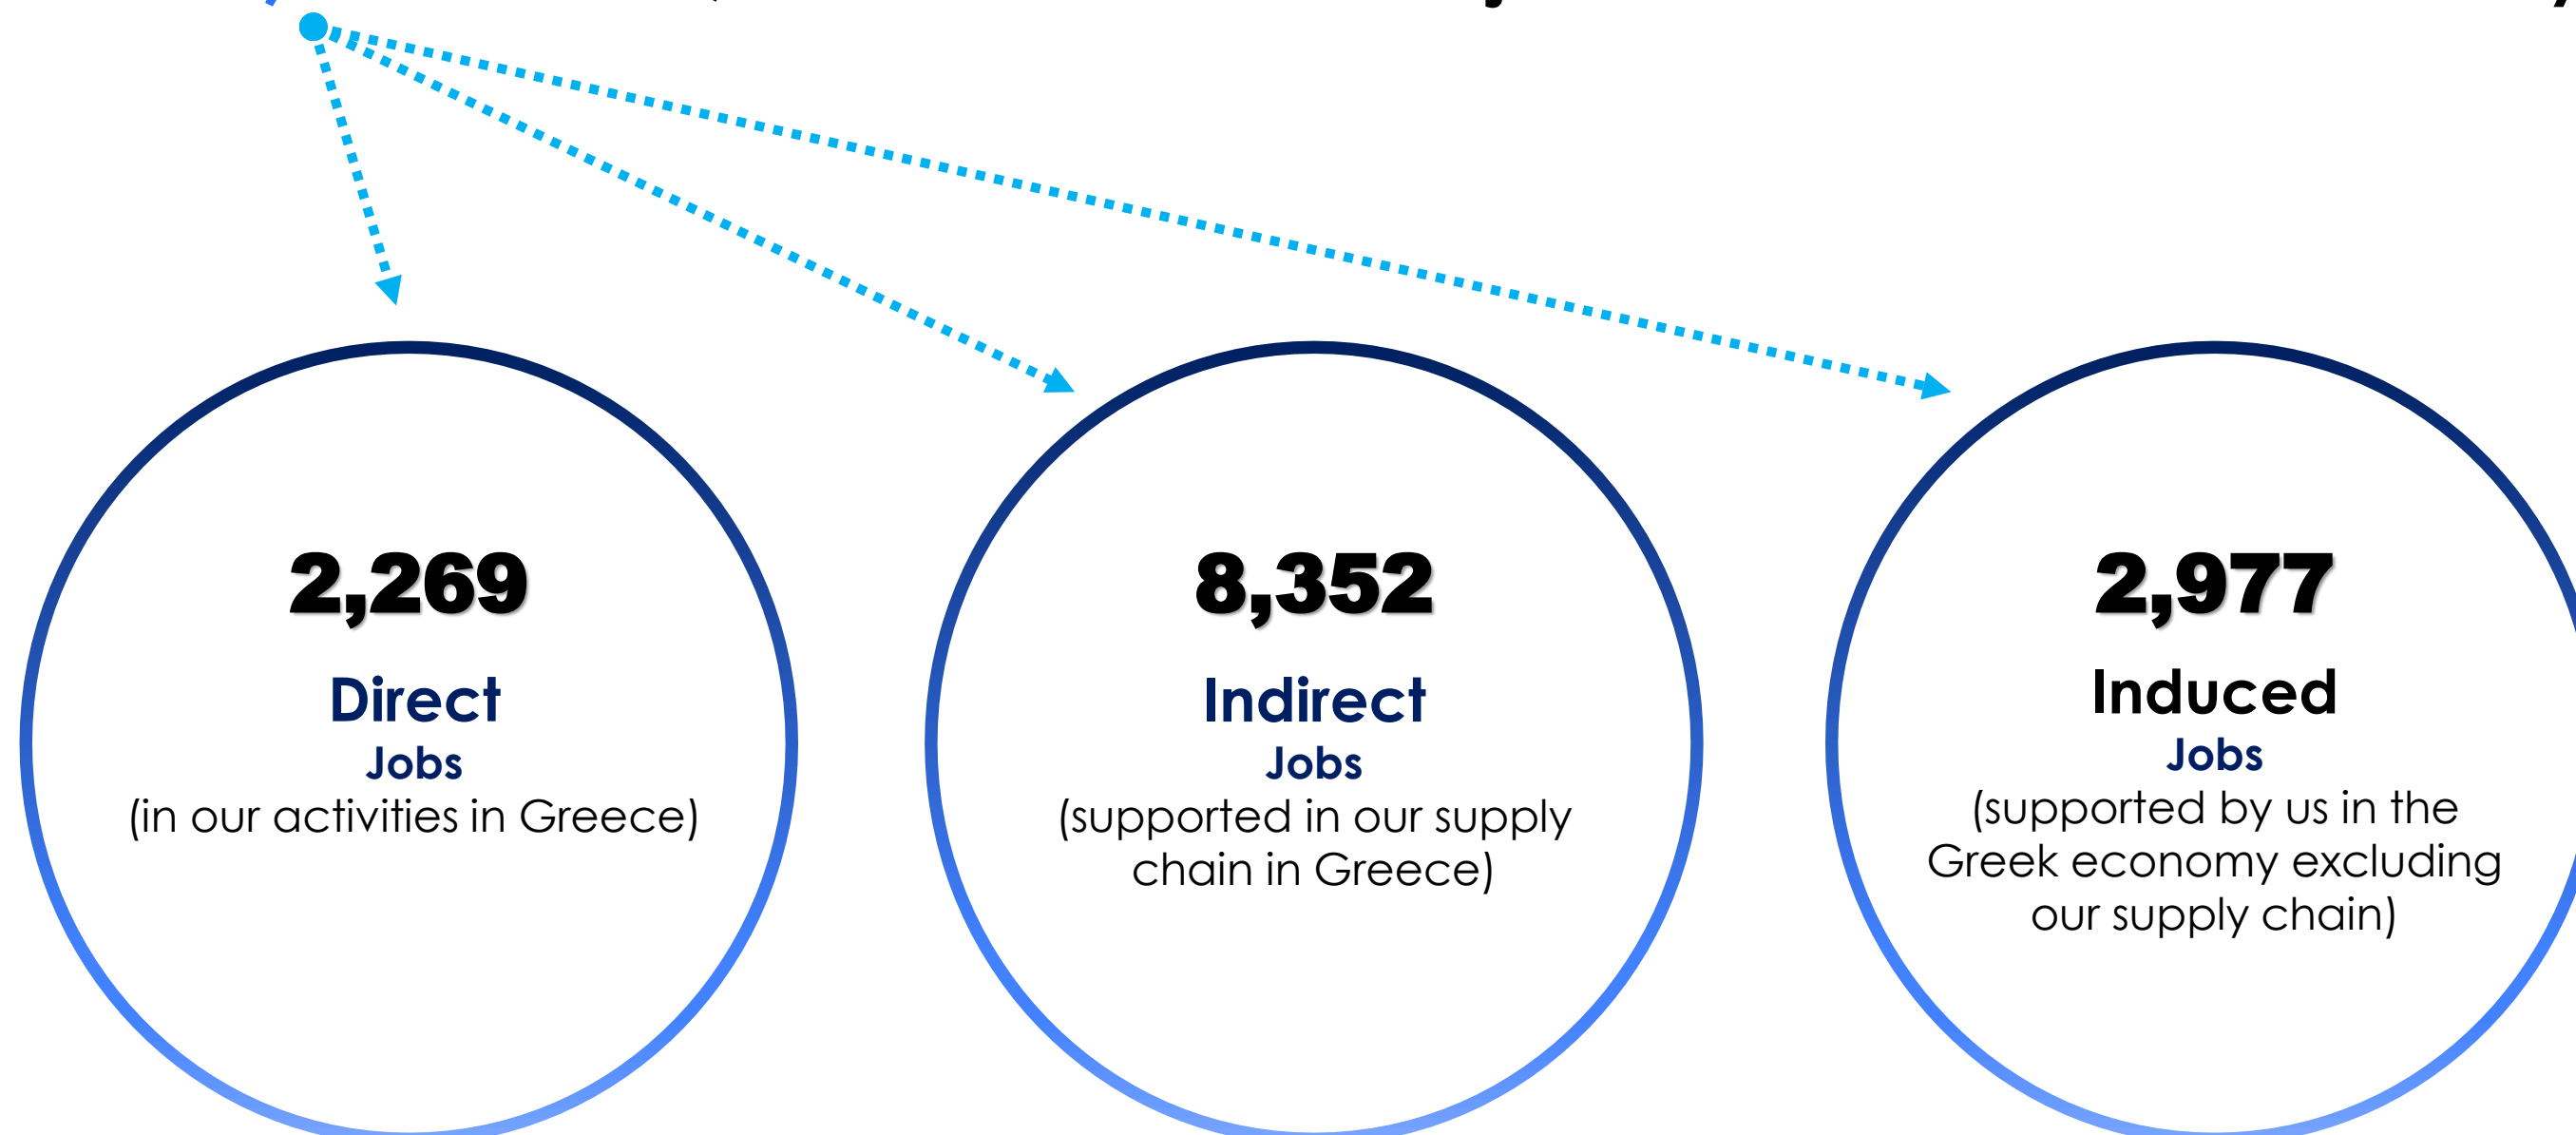 2,269
Direct
Jobs
(in our activities in Greece)
8,352
Indirect
Jobs
(supported in our supply
chain in Greece)
2,977
Induced
Jobs
(supported by us in the
Greek economy excluding
our supply chain)